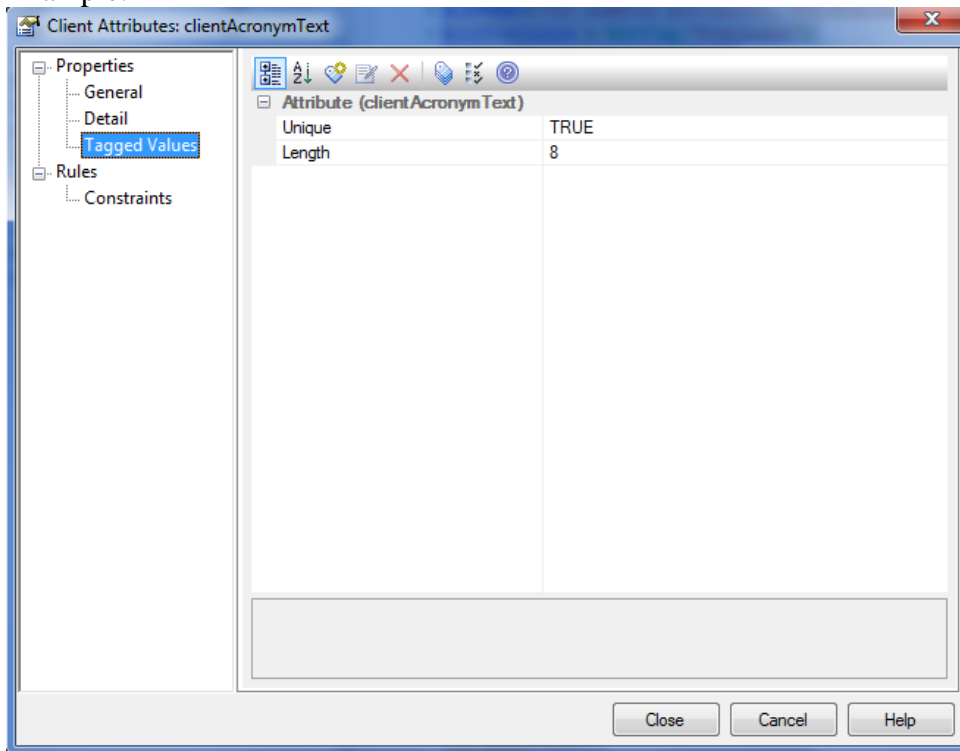 Client Attributes: clientAcronymText
Properties
General
Detail
Tagged Values
Rules
Constraints
Attribute (clientAcronymText)
Unique TRUE
Length 8
Close Cancel Help